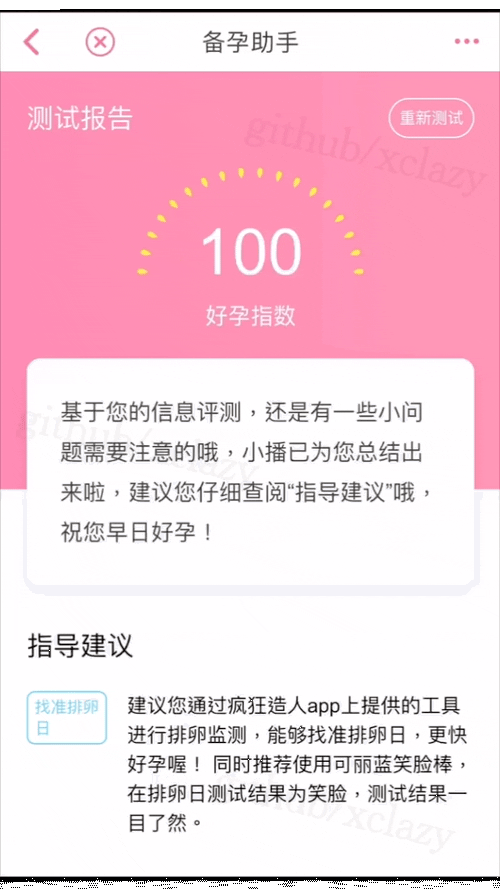 备孕助手
测试报告
重新测试
github/xclazy
100
好孕指数
基于您的信息评测，还是有一些小问
题需要注意的哦，小播已为您总结出
来啦，建议您仔细查阅“指导建议”哦，
祝您早日好孕！
github/xclazy
指导建议
找准排卵
日
建议您通过疯狂造人app上提供的工具
进行排卵监测，能够找准排卵日，更快
好孕喔！ 同时推荐使用可丽蓝笑脸棒，
在排卵日测试结果为笑脸，测试结果一
目了然。
github/xclazy